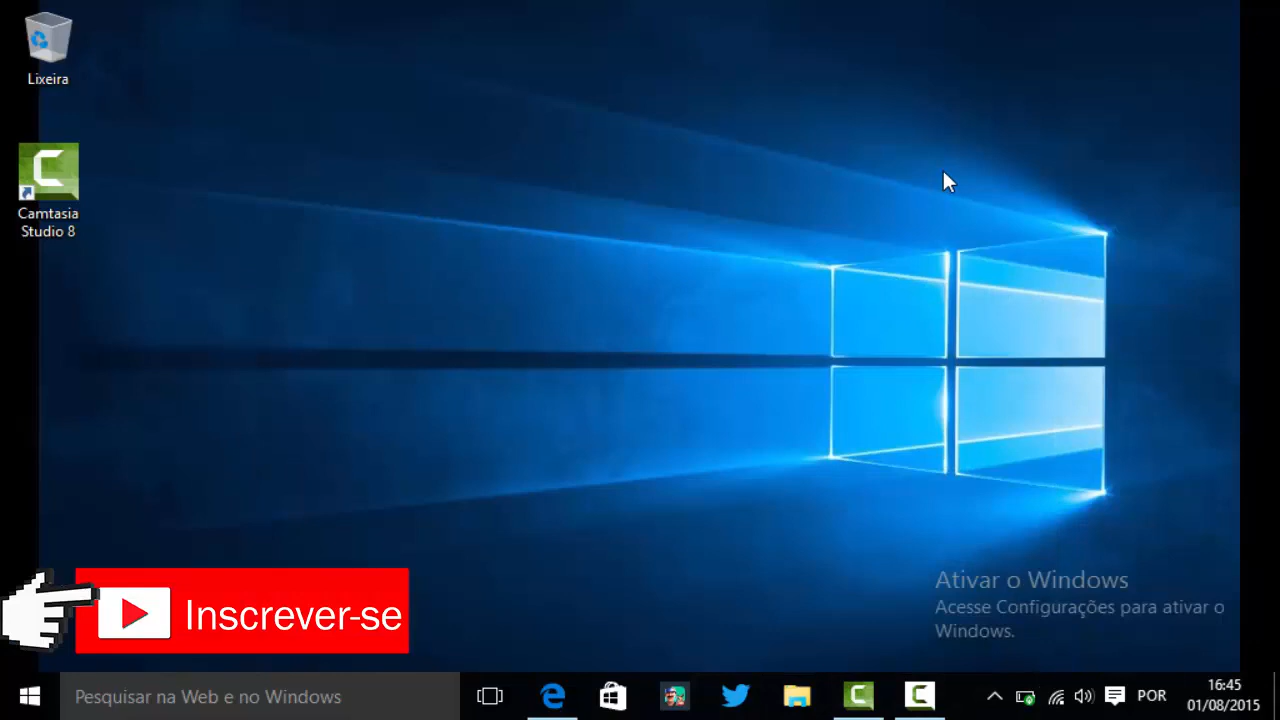 Lixeira
Camtasia
Studio 8
Inscrever-se
Ativar o Windows
Acesse Configurações para ativar o
Windows.
Pesquisar na Web e no Windows
POR
16:45
01/08/2015